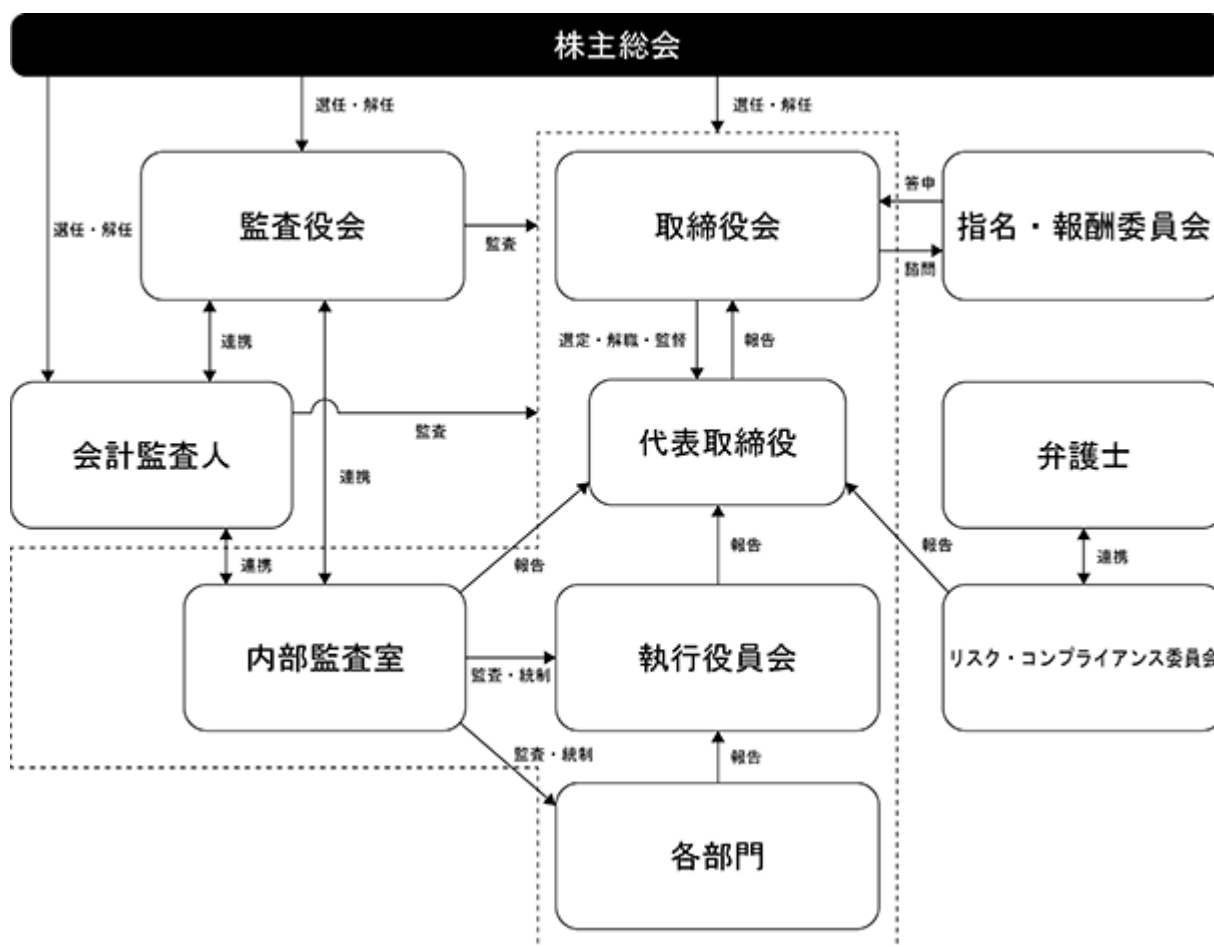 株主総会
選任・解任
選任・解任
選任・解任
監査役会
監査
取締役会
答申
諮問
指名・報酬委員会
連携
選定・解職・監督
報告
会計監査人
監査
連携
代表取締役
弁護士
連携
報告
報告
報告
連携
内部監査室
監査・統制
執行役員会
リスク・コンプライアンス委員会
監査・統制
報告
各部門